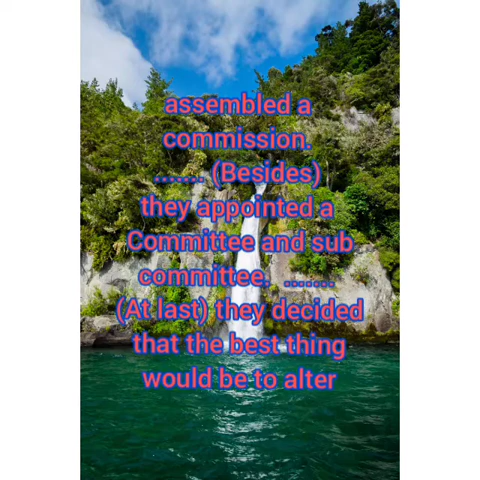 assembled a
commission.
....... (Besides)
they appointed a
Committee and sub
committee.  .......
(At last) they decided
that the best thing
would be to alter